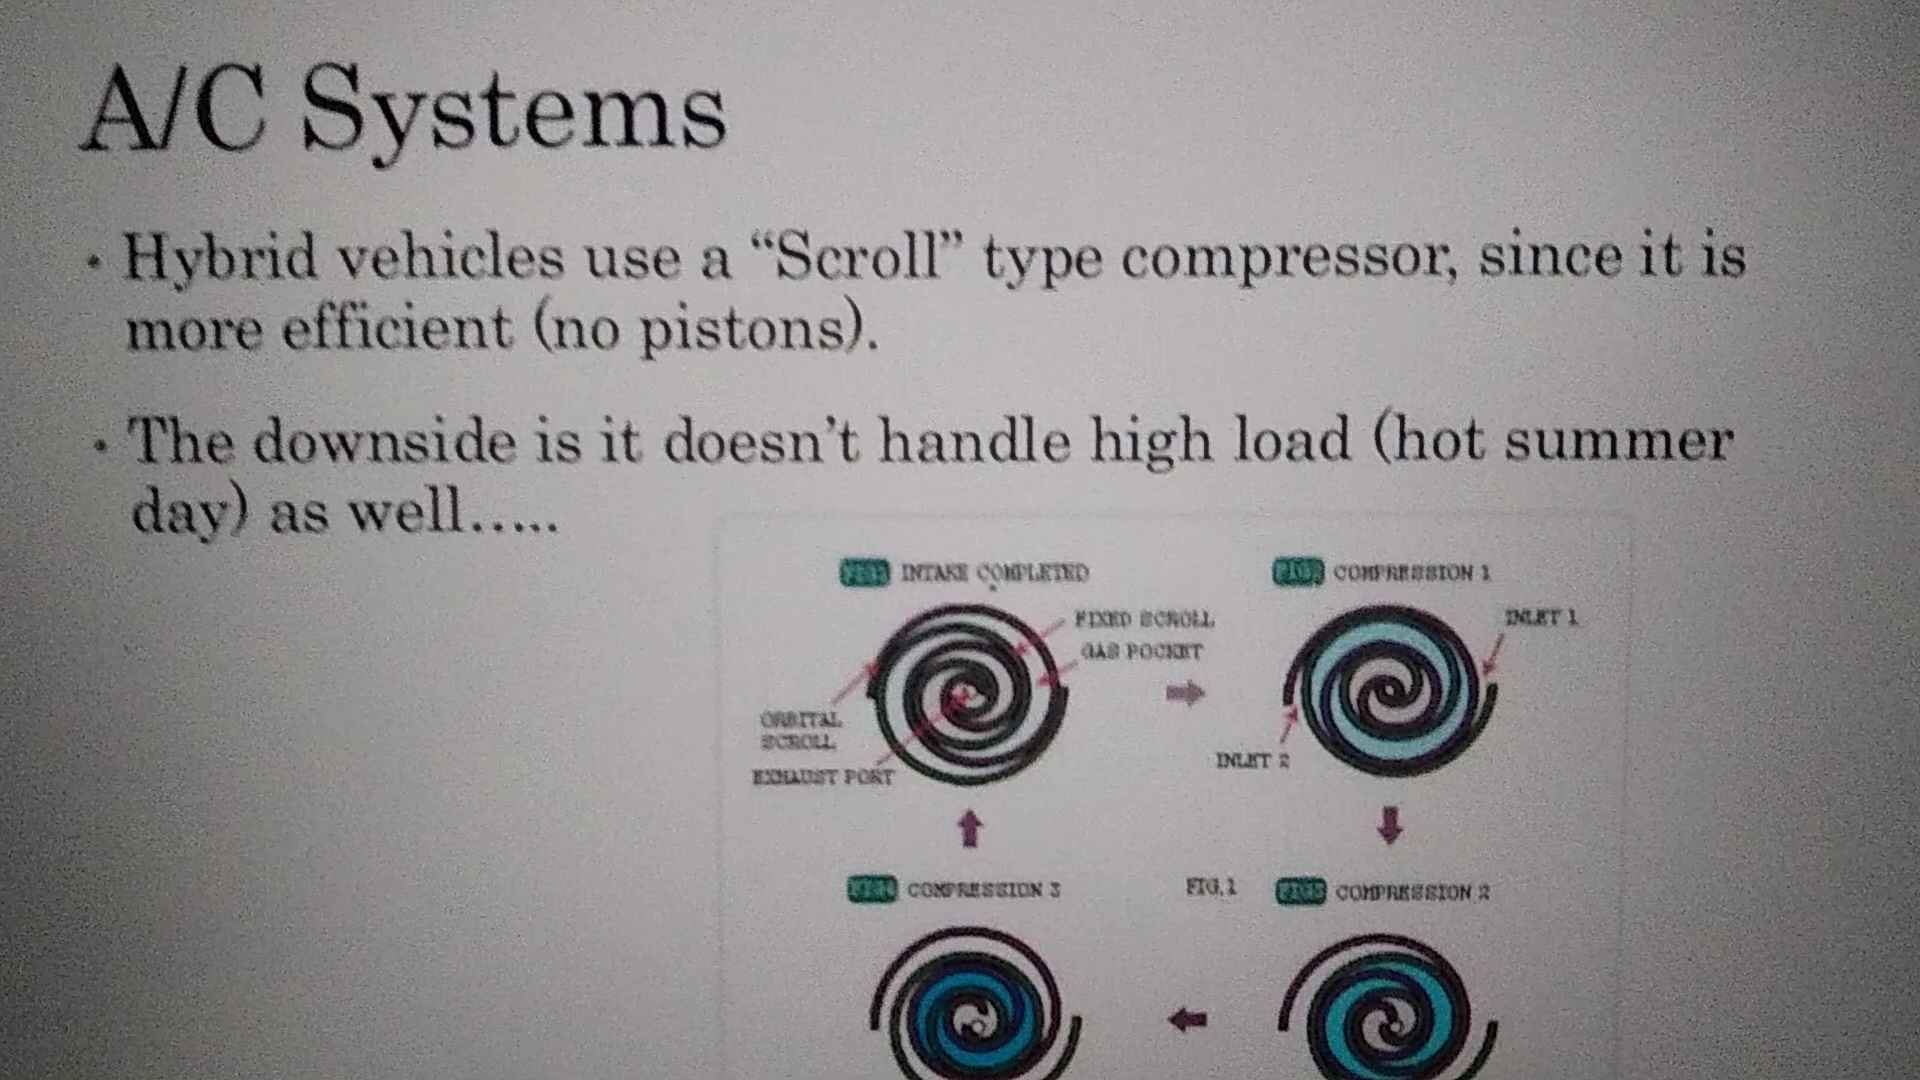 A/C Systems
• Hybrid vehicles use a “Scroll” type compressor, since it is
more efficient (no pistons).
• The downside is it doesn't handle high load (hot summer
day) as well.....
INTAKE COMPLETED
COMPRESSION 1
FIXED SCROLL
GAS POCKET
INLET 1
ORBITAL
SCROLL
EXHAUST PORT
INLET 2
COMPRESSION 3
FIG.1
COMPRESSION 2